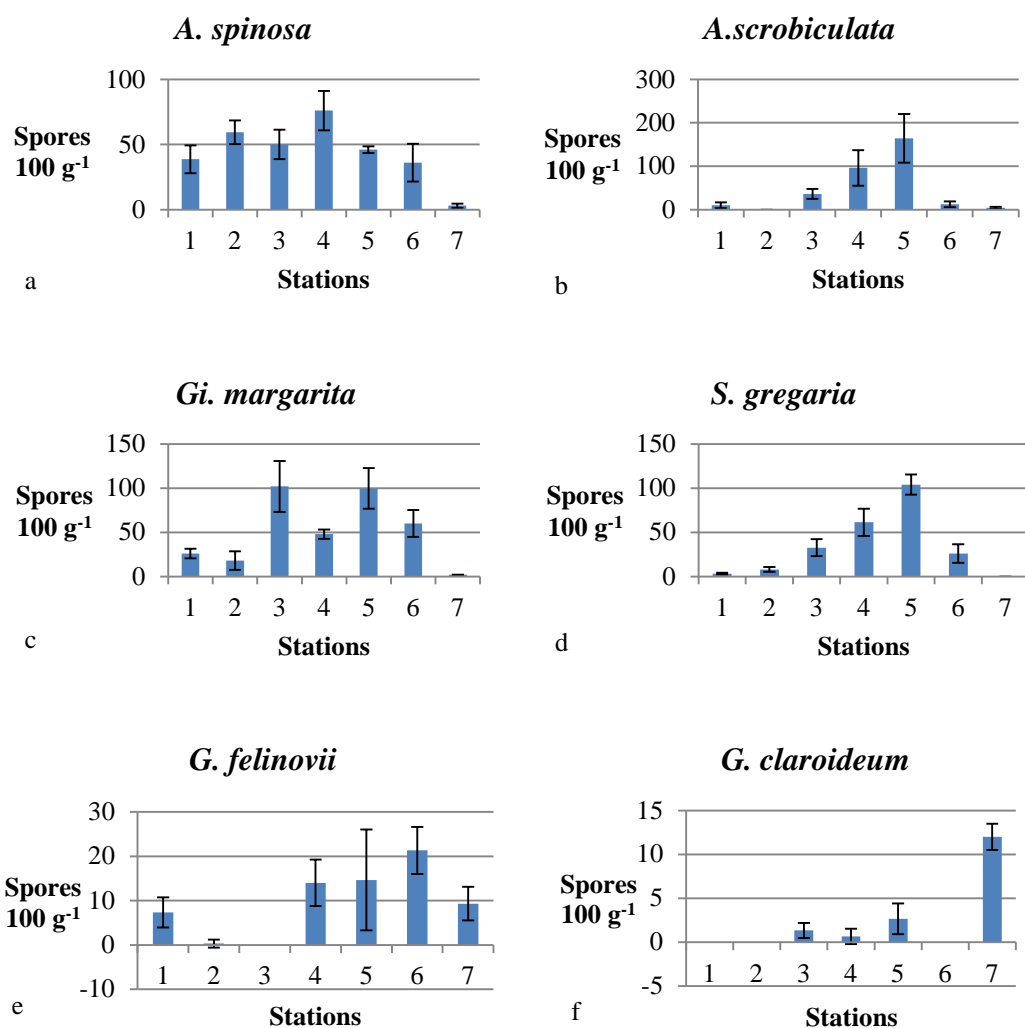 A. spinosa
100
50
0
Spores
100 g-1
1 2 3 4 5 6 7
Stations
a
A.scrobiculata
300
200
100
0
Spores
100 g-1
1 2 3 4 5 6 7
Stations
b
Gi. margarita
150
100
50
0
Spores
100 g-1
1 2 3 4 5 6 7
Stations
c
S. gregaria
150
100
50
0
Spores
100 g-1
1 2 3 4 5 6 7
Stations
d
G. felinovii
30
20
10
0
-10
Spores
100 g-1
1 2 3 4 5 6 7
Stations
e
G. claroideum
15
10
5
0
-5
Spores
100 g-1
1 2 3 4 5 6 7
Stations
f